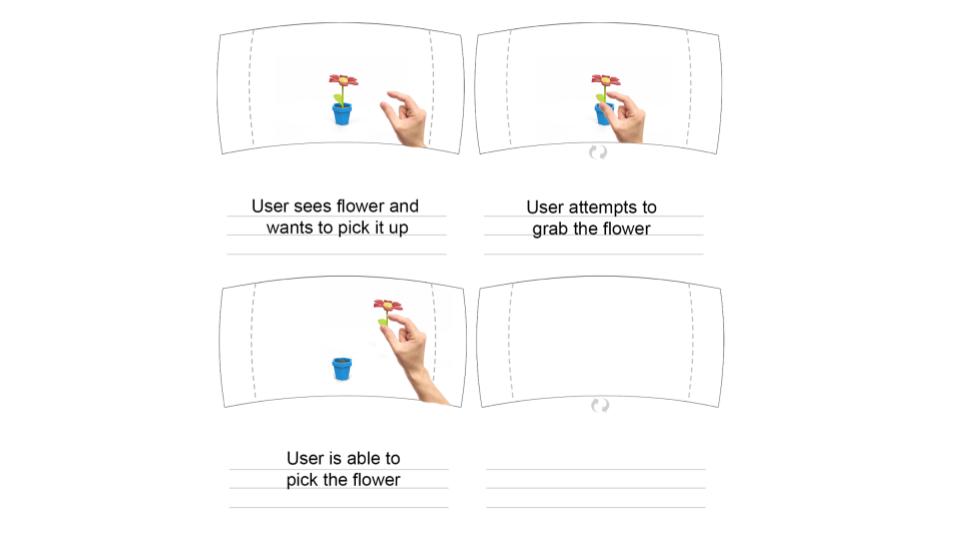 User sees flower and
wants to pick it up
User attempts to
grab the flower
User is able to
pick the flower